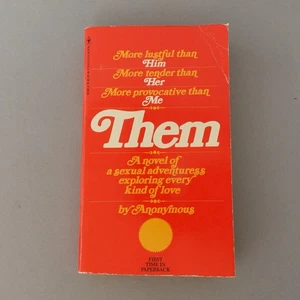 More lustful than
Him
More tender than
Her
More provocative than
Me
Them
A novel of
a sexual adventuress
exploring every
kind of love
by Anonymous
FIRST
TIME IN
PAPERBACK